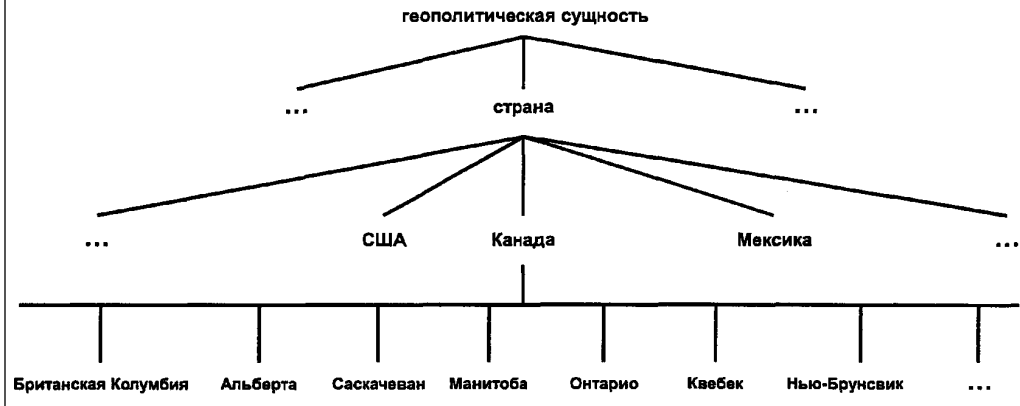 геополитическая сущность
... страна ...
... США Канада Мексика ...
Британская Колумбия Альберта Саскачеван Манитоба Онтарио Квебек Нью-Брунсвик ...